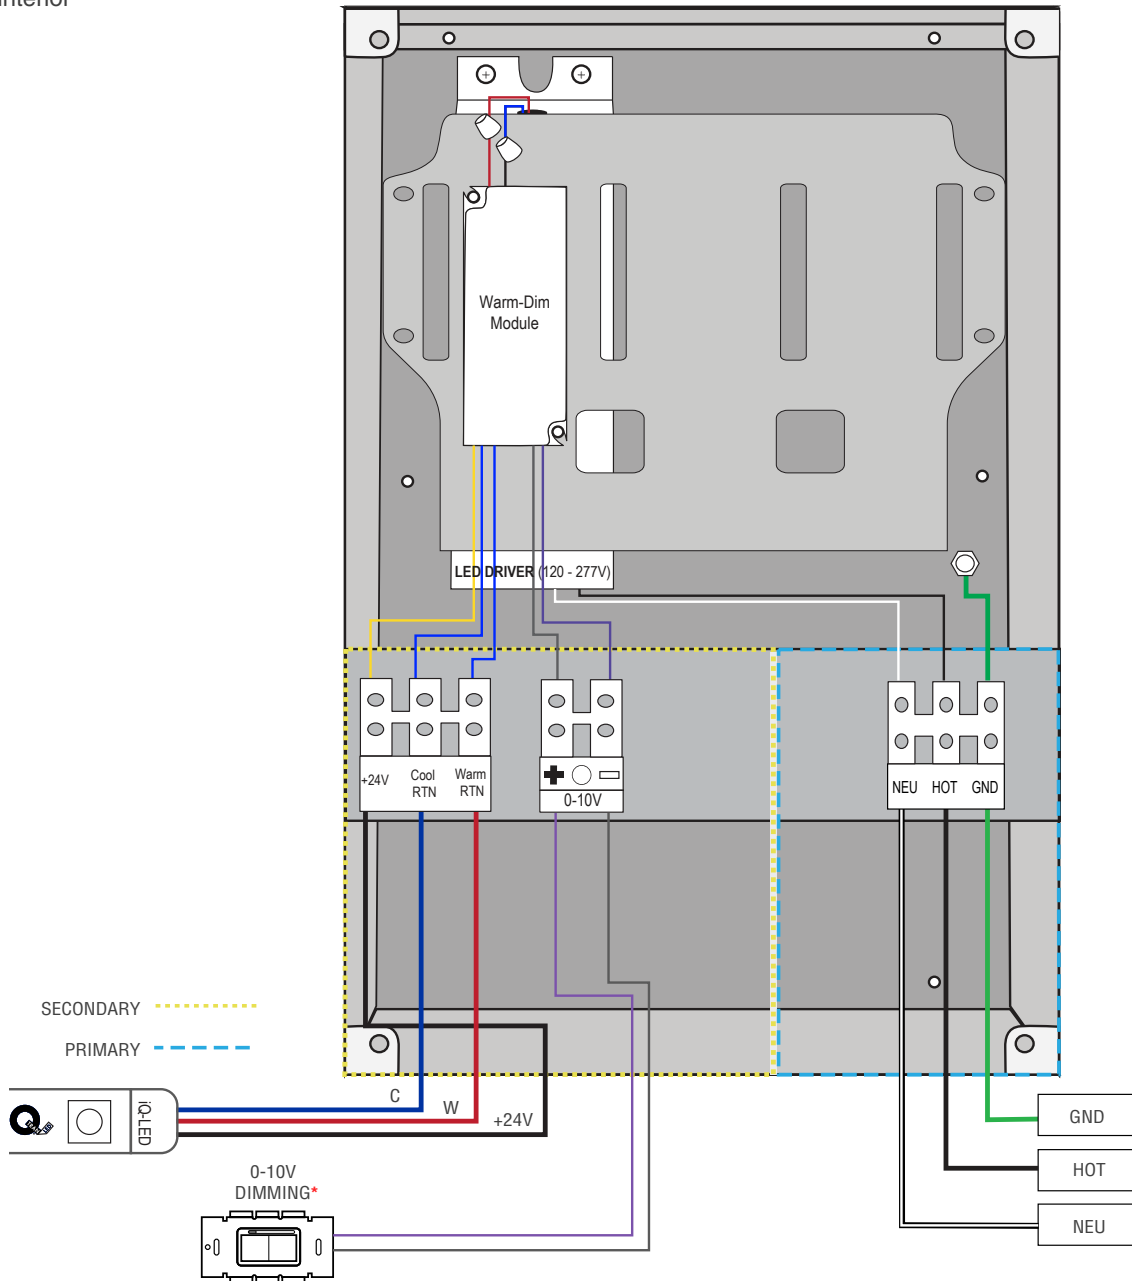 Warm-Dim
Module
LED DRIVER (120 - 277V)
+24V
Cool
RTN
Warm
RTN
0-10V
NEU HOT GND
SECONDARY
PRIMARY
C
W
+24V
iQ-LED
0-10V
DIMMING*
GND
HOT
NEU